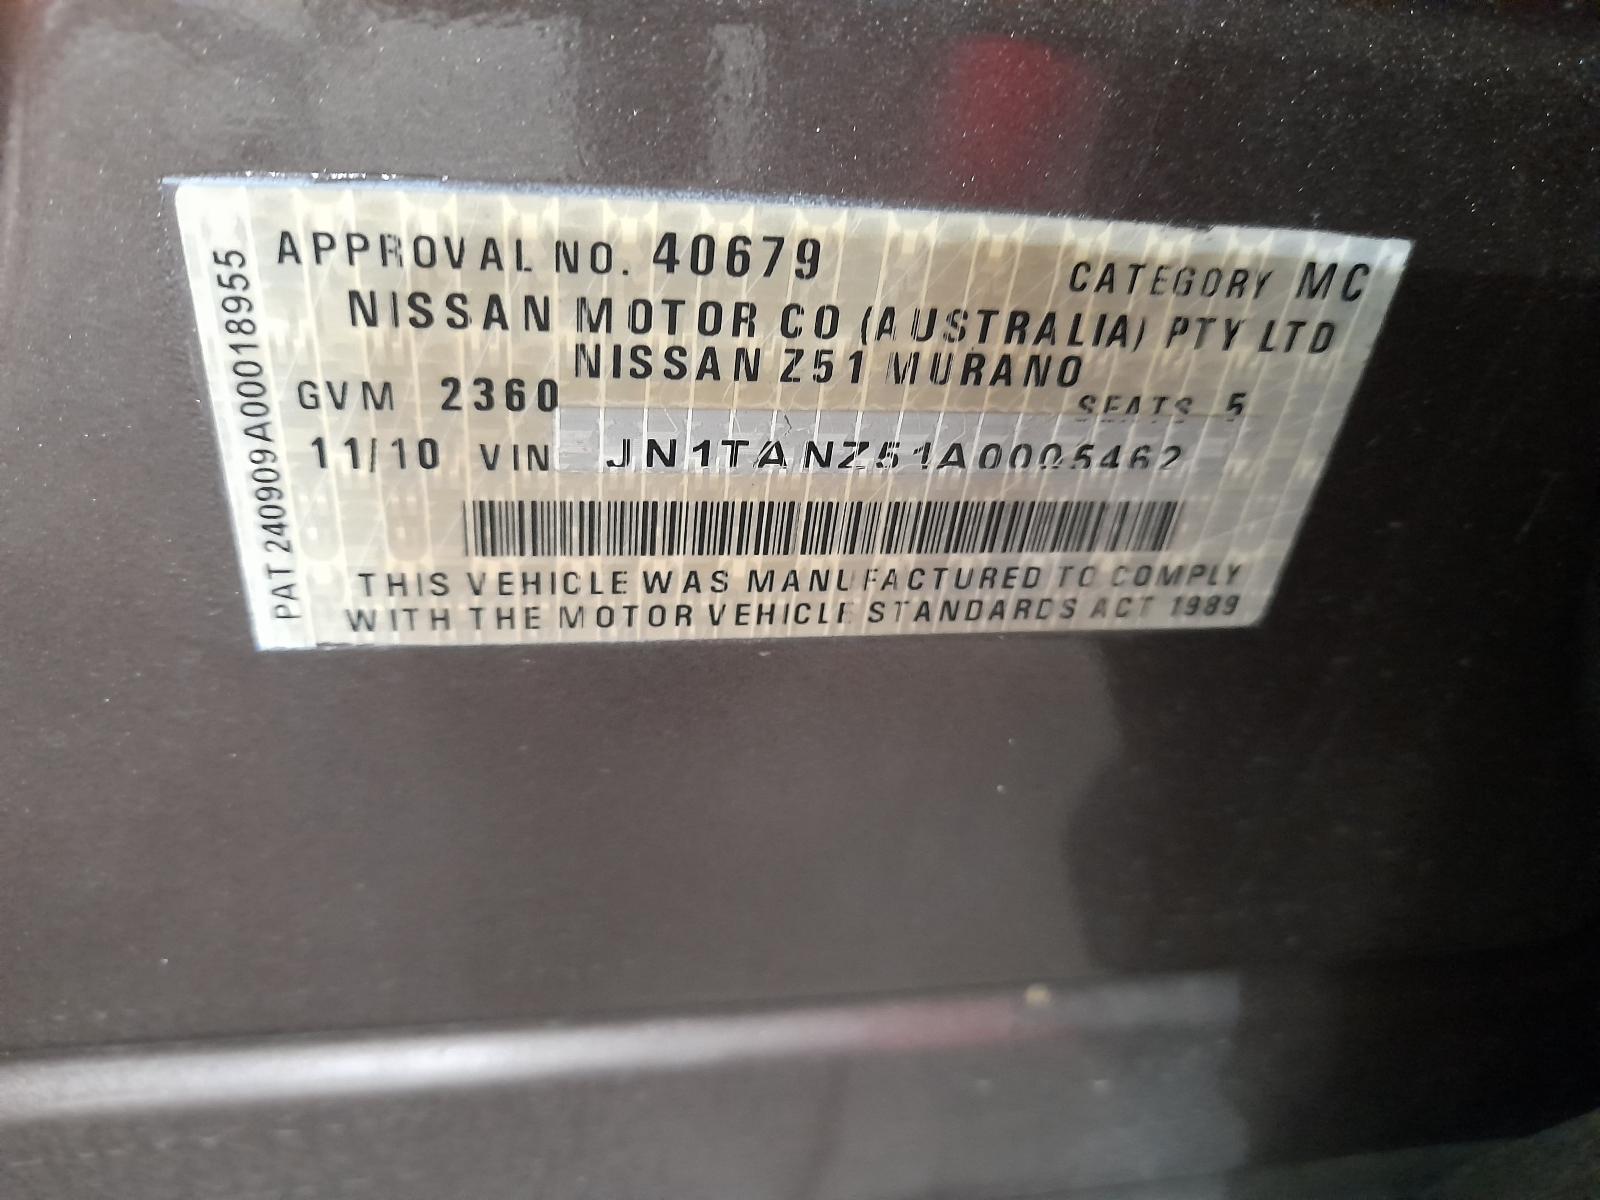 APPROVAL NO. 40679 CATEGORY MC
NISSAN MOTOR CO (AUSTRALIA) PTY LTD
NISSAN Z51 MURANO
GVM 2360 SEATS 5
11/10 VIN JN1TANZ51A0005462
THIS VEHICLE WAS MANUFACTURED TO COMPLY
WITH THE MOTOR VEHICLE STANDARDS ACT 1989
PAT 240909A00018955